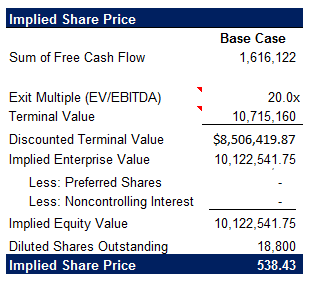 Implied Share Price
Base Case
Sum of Free Cash Flow 1,616,122
Exit Multiple (EV/EBITDA) 20.0x
Terminal Value 10,715,160
Discounted Terminal Value $8,506,419.87
Implied Enterprise Value 10,122,541.75
Less: Preferred Shares -
Less: Noncontrolling Interest -
Implied Equity Value 10,122,541.75
Diluted Shares Outstanding 18,800
Implied Share Price 538.43